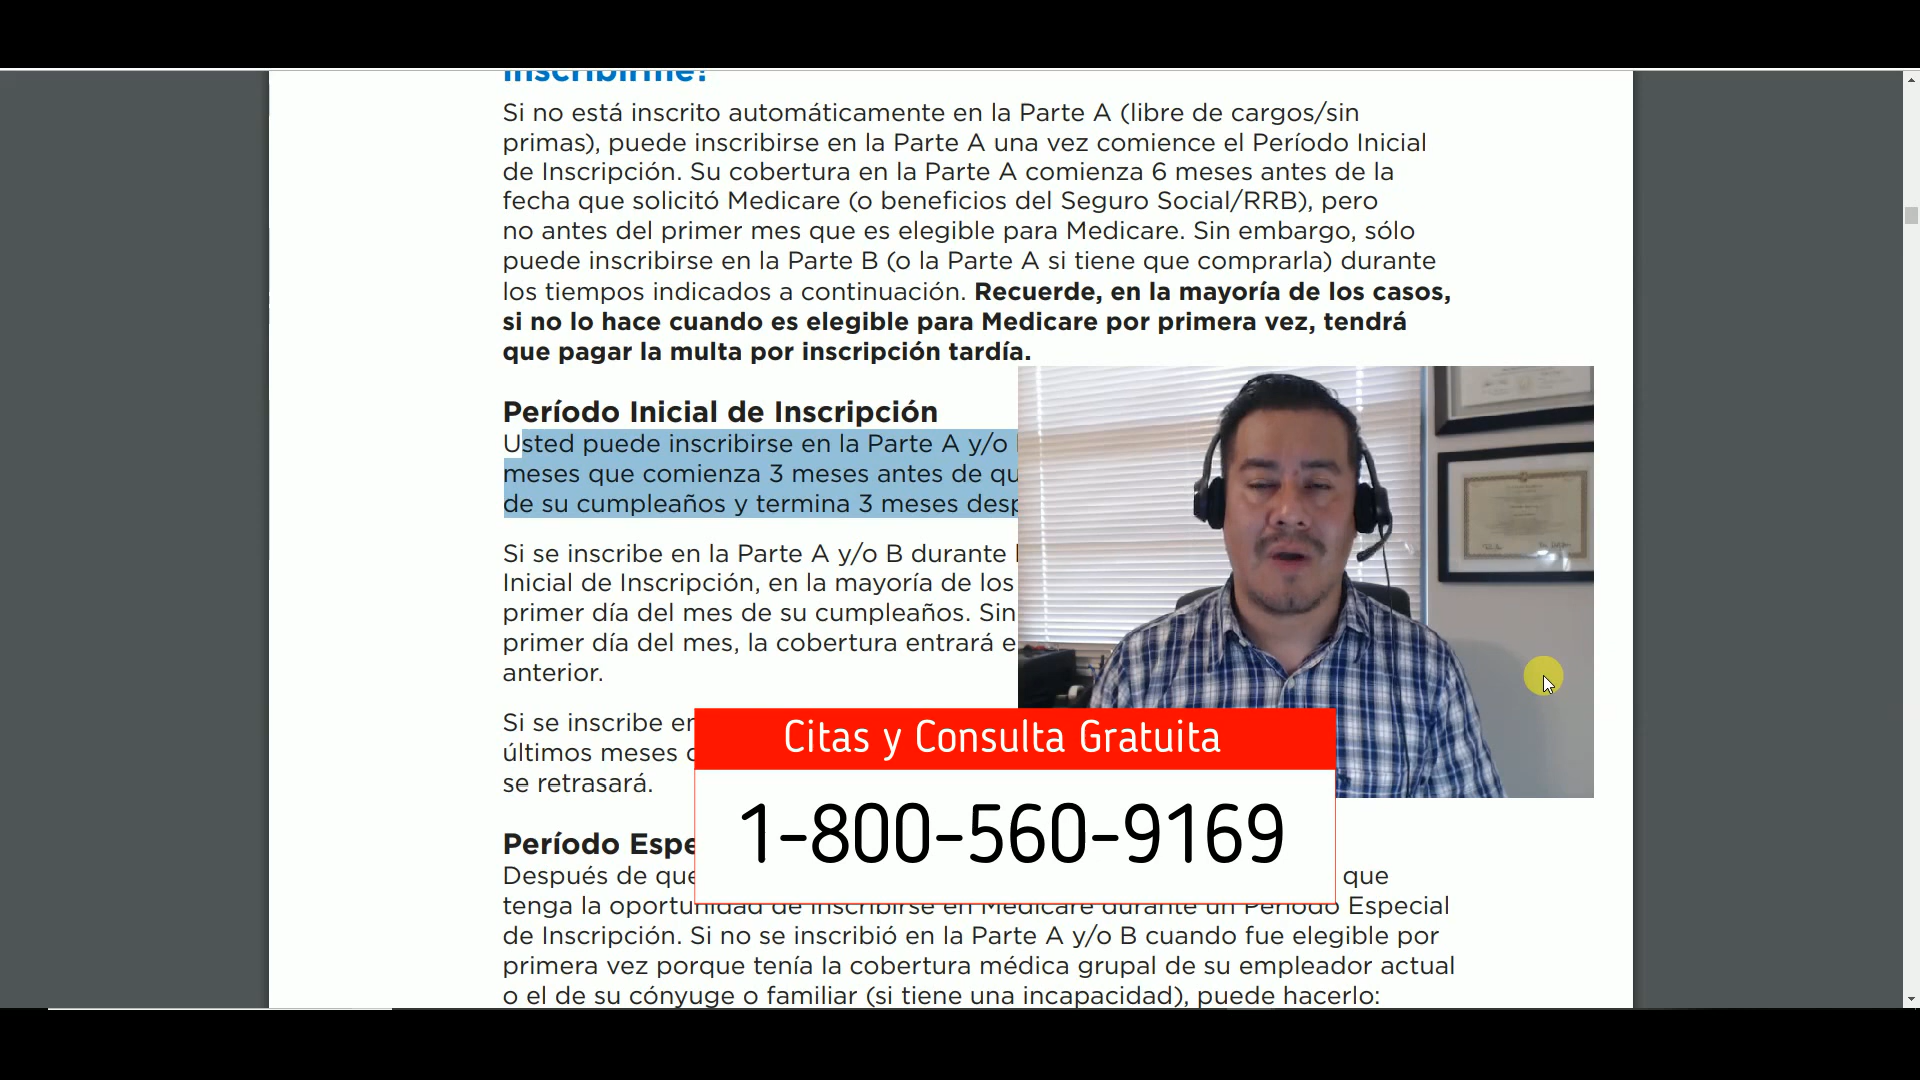 inscribirme?
Si no está inscrito automáticamente en la Parte A (libre de cargos/sin
primas), puede inscribirse en la Parte A una vez comience el Período Inicial
de Inscripción. Su cobertura en la Parte A comienza 6 meses antes de la
fecha que solicitó Medicare (o beneficios del Seguro Social/RRB), pero
no antes del primer mes que es elegible para Medicare. Sin embargo, sólo
puede inscribirse en la Parte B (o la Parte A si tiene que comprarla) durante
los tiempos indicados a continuación. Recuerde, en la mayoría de los casos,
si no lo hace cuando es elegible para Medicare por primera vez, tendrá
que pagar la multa por inscripción tardía.
Período Inicial de Inscripción
Usted puede inscribirse en la Parte A y/o
meses que comienza 3 meses antes de
de su cumpleaños y termina 3 meses
Si se inscribe en la Parte A y/o B durante
Inicial de Inscripción, en la mayoría de los
primer día del mes de su cumpleaños. Sin
primer día del mes, la cobertura entrará
anterior.
Si se inscribe
últimos meses
se retrasará.
Citas y Consulta Gratuita
1-800-560-9169
Período
Después de que
que
tenga la oportunidad de inscribirse en Medicare durante un Período Especial
de Inscripción. Si no se inscribió en la Parte A y/o B cuando fue elegible por
primera vez porque tenía la cobertura médica grupal de su empleador actual
o el de su cónyuge o familiar (si tiene una incapacidad), puede hacerlo: